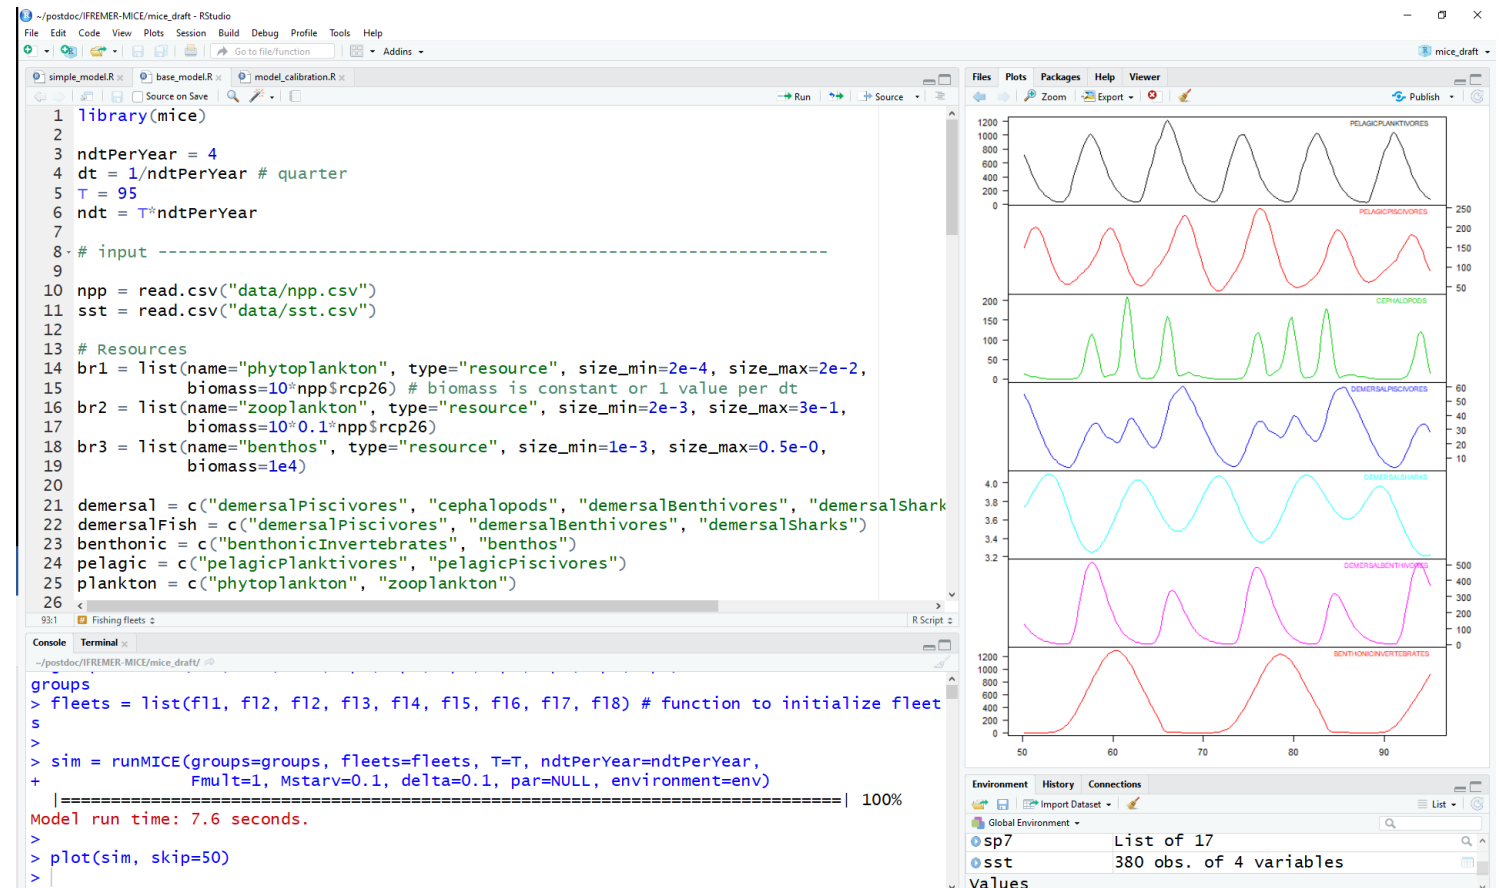 ~/postdoc/IFREMER-MICE/mice_draft - RStudio
File Edit Code View Plots Session Build Debug Profile Tools Help
Go to file/function Addins mice_draft
simple_model.R base_model.R model_calibration.R
Source on Save Run Source
1 library(mice)
2
3 ndtPerYear = 4
4 dt = 1/ndtPerYear # quarter
5 T = 95
6 ndt = T*ndtPerYear
7
8 # input -------------------------------------------------------------------
9
10 npp = read.csv("data/npp.csv")
11 sst = read.csv("data/sst.csv")
12
13 # Resources
14 br1 = list(name="phytoplankton", type="resource", size_min=2e-4, size_max=2e-2,
15 biomass=10*npp$rcp26) # biomass is constant or 1 value per dt
16 br2 = list(name="zooplankton", type="resource", size_min=2e-3, size_max=3e-1,
17 biomass=10*0.1*npp$rcp26)
18 br3 = list(name="benthos", type="resource", size_min=1e-3, size_max=0.5e-0,
19 biomass=1e4)
20
21 demersal = c("demersalPiscivores", "cephalopods", "demersalBenthivores", "demersalShark
22 demersalFish = c("demersalPiscivores", "demersalBenthivores", "demersalSharks")
23 benthonic = c("benthonicInvertebrates", "benthos")
24 pelagic = c("pelagicPlanktivores", "pelagicPiscivores")
25 plankton = c("phytoplankton", "zooplankton")
26
93:1 Fishing fleets R Script
Console Terminal
~/postdoc/IFREMER-MICE/mice_draft/
groups
> fleets = list(fl1, fl2, fl2, fl3, fl4, fl5, fl6, fl7, fl8) # function to initialize fleet
s
>
> sim = runMICE(groups=groups, fleets=fleets, T=T, ndtPerYear=ndtPerYear,
+ Fmult=1, Mstarv=0.1, delta=0.1, par=NULL, environment=env)
|==============================================================================| 100%
Model run time: 7.6 seconds.
>
> plot(sim, skip=50)
>
Files Plots Packages Help Viewer
Zoom Export Publish
PELAGICPLANKTIVORES
1200
1000
800
600
400
200
0
PELAGICPISCIVORES
250
200
150
100
50
CEPHALOPODS
200
150
100
50
0
DEMERSALPISCIVORES
60
50
40
30
20
10
DEMERSALSHARKS
4.0
3.8
3.6
3.4
3.2
DEMERSALBENTHIVORES
500
400
300
200
100
0
BENTHONICINVERTEBRATES
1200
1000
800
600
400
200
0
50 60 70 80 90
Environment History Connections
Import Dataset List
Global Environment
sp7 List of 17
sst 380 obs. of 4 variables
Values